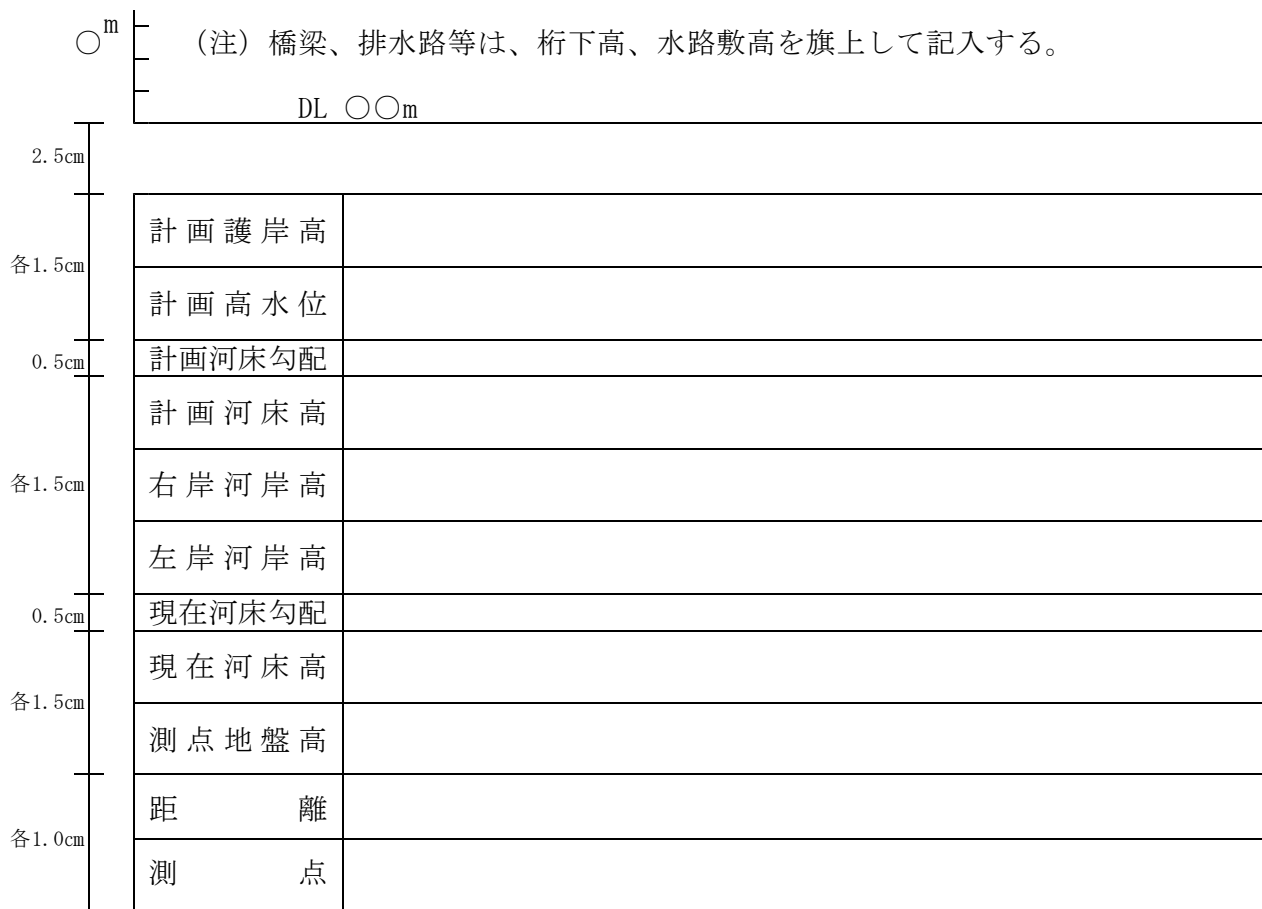 ○m （注）橋梁、排水路等は、桁下高、水路敷高を旗上して記入する。
DL ○○m
2.5cm
計画護岸高
各1.5cm
計画高水位
0.5cm 計画河床勾配
計画河床高
各1.5cm 右岸河岸高
左岸河岸高
0.5cm 現在河床勾配
現在河床高
各1.5cm
測点地盤高
距離
各1.0cm
測点